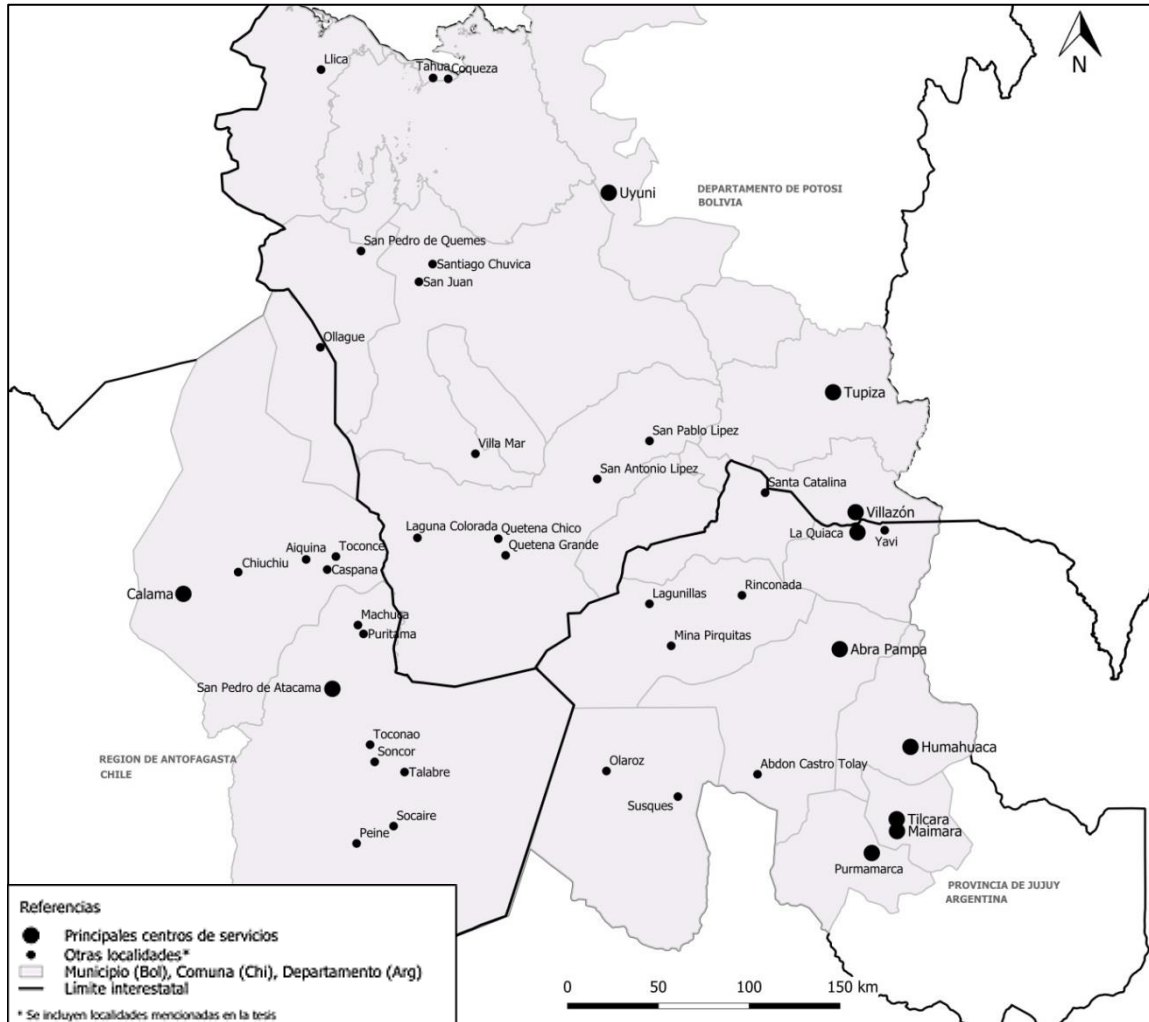 N
Llica
Tahua
Coqueza
Uyuni
DEPARTAMENTO DE POTOSI
BOLIVIA
San Pedro de Quemes
Santiago Chuvica
San Juan
Ollague
Tupiza
San Pablo Lipez
Villa Mar
San Antonio Lipez
Santa Catalina
Villazón
La Quiaca
Yavi
Laguna Colorada
Quetena Chico
Quetena Grande
Aiquina
Toconce
Chiuchiu
Caspana
Calama
Rinconada
Lagunillas
Machuca
Puritama
Mina Pirquitas
Abra Pampa
San Pedro de Atacama
Toconao
Soncor
Talabre
REGION DE ANTOFAGASTA
CHILE
Humahuaca
Olaroz
Abdon Castro Tolay
Susques
Socaire
Peine
Tilcara
Maimara
Purmamarca
PROVINCIA DE JUJUY
ARGENTINA
Referencias
Principales centros de servicios
Otras localidades*
Municipio (Bol), Comuna (Chi), Departamento (Arg)
Limite interestatal
* Se incluyen localidades mencionadas en la tesis
0 50 100 150 km